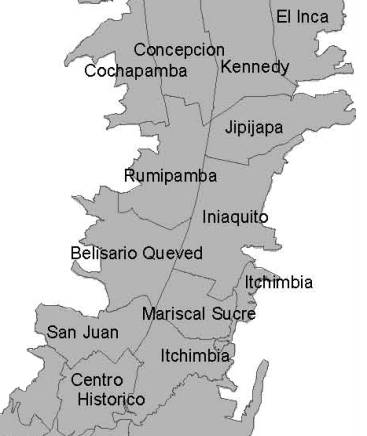 El Inca
Concepcion
Cochapamba
Kennedy
Jipijapa
Rumipamba
Iniaquito
Belisario Queved
Itchimbia
Mariscal Sucre
San Juan
Itchimbia
Centro
Historico